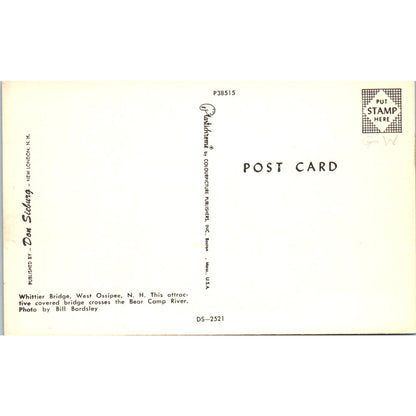 P38515
PUT
STAMP
HERE
POST CARD
PUBLISHED BY - Don Sieburg - NEW LONDON, N. H.
Plastichrome by COLOURPICTURE PUBLISHERS, INC., Boston, Mass., U.S.A.
Whittier Bridge, West Ossipee, N. H. This attrac-
tive covered bridge crosses the Bear Camp River.
Photo by Bill Bardsley
DS-2521